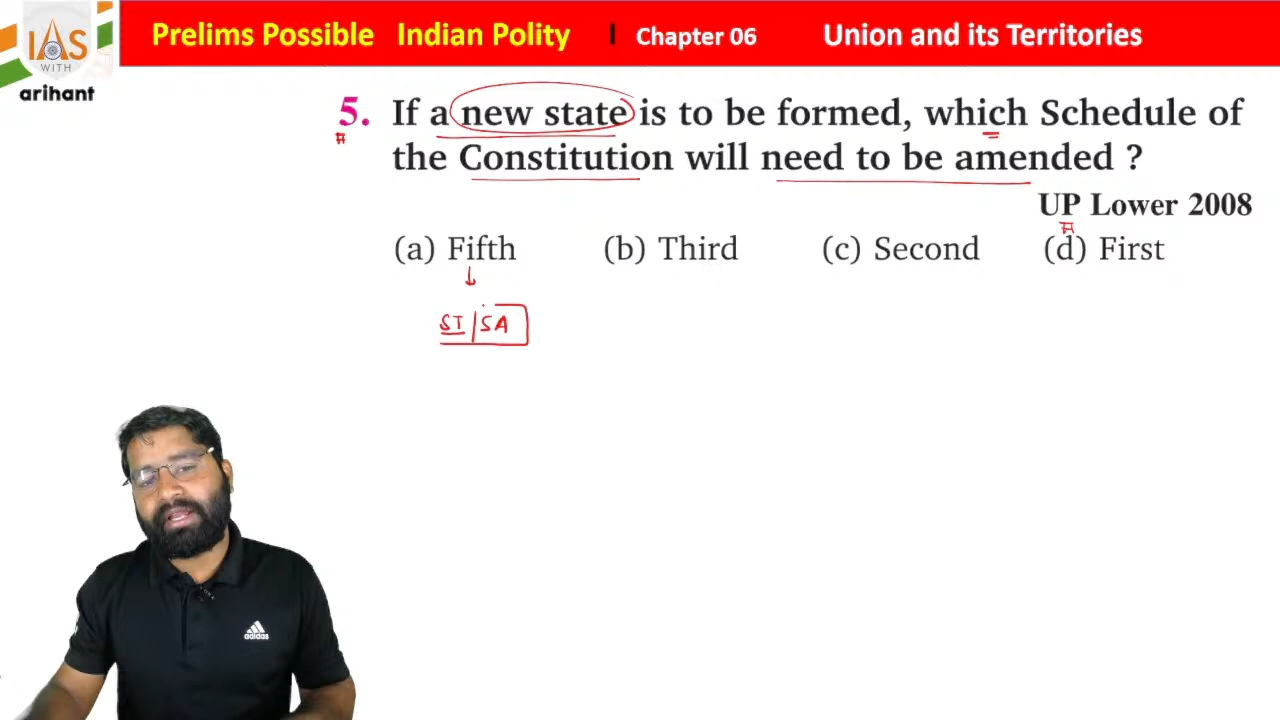 IAS
WITH
arihant
Prelims Possible Indian Polity | Chapter 06 Union and its Territories
5. If a new state is to be formed, which Schedule of
the Constitution will need to be amended ?
UP Lower 2008
(a) Fifth (b) Third (c) Second (d) First
ST/SA
adidas